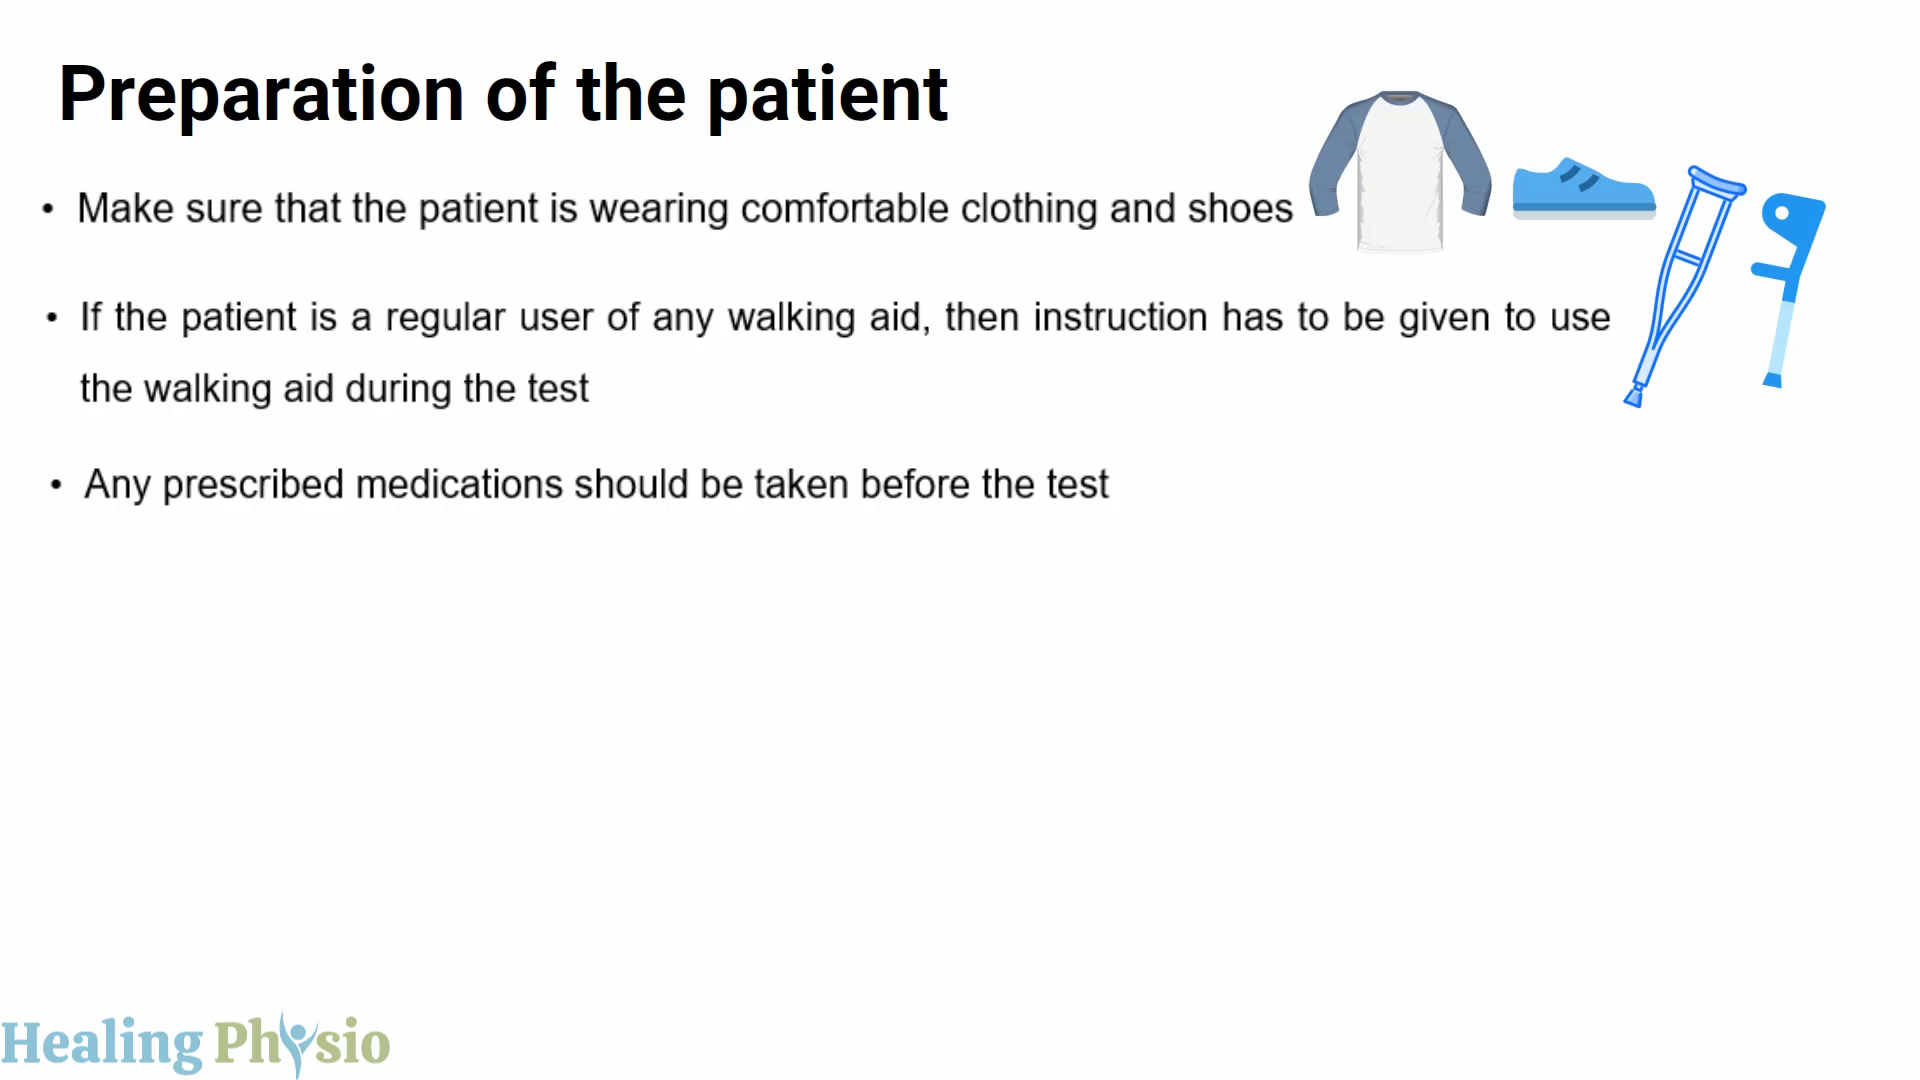 Preparation of the patient
• Make sure that the patient is wearing comfortable clothing and shoes
• If the patient is a regular user of any walking aid, then instruction has to be given to use
the walking aid during the test
• Any prescribed medications should be taken before the test
Healing Physio